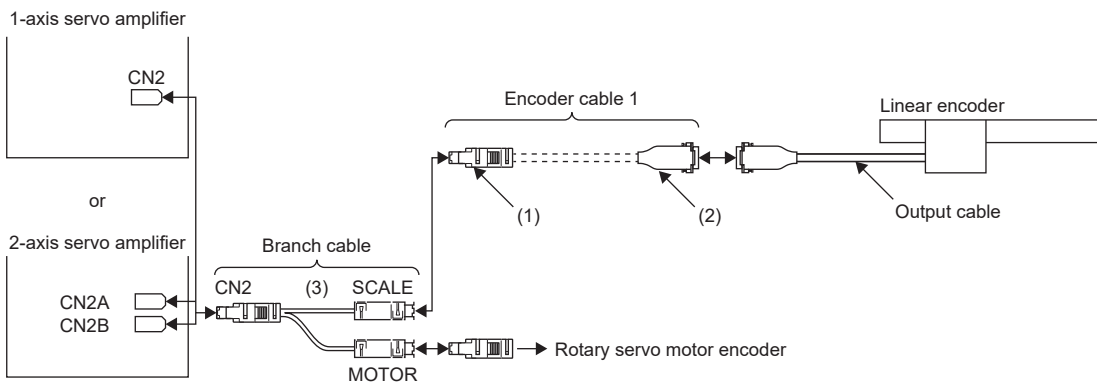 1-axis servo amplifier
CN2
Encoder cable 1
Linear encoder
(1)
(2)
Output cable
or
2-axis servo amplifier
Branch cable
CN2
(3)
SCALE
CN2A
CN2B
Rotary servo motor encoder
MOTOR